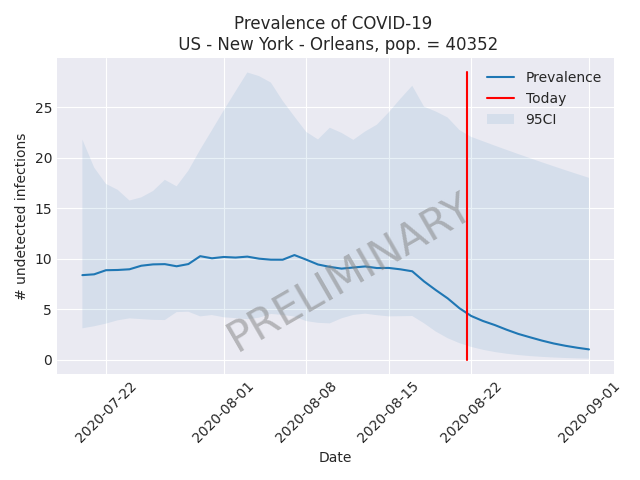 Prevalence of COVID-19
US - New York - Orleans, pop. = 40352
Prevalence
Today
95CI
# undetected infections
25
20
15
10
5
0
PRELIMINARY
2020-07-22
2020-08-01
2020-08-08
2020-08-15
2020-08-22
2020-09-01
Date